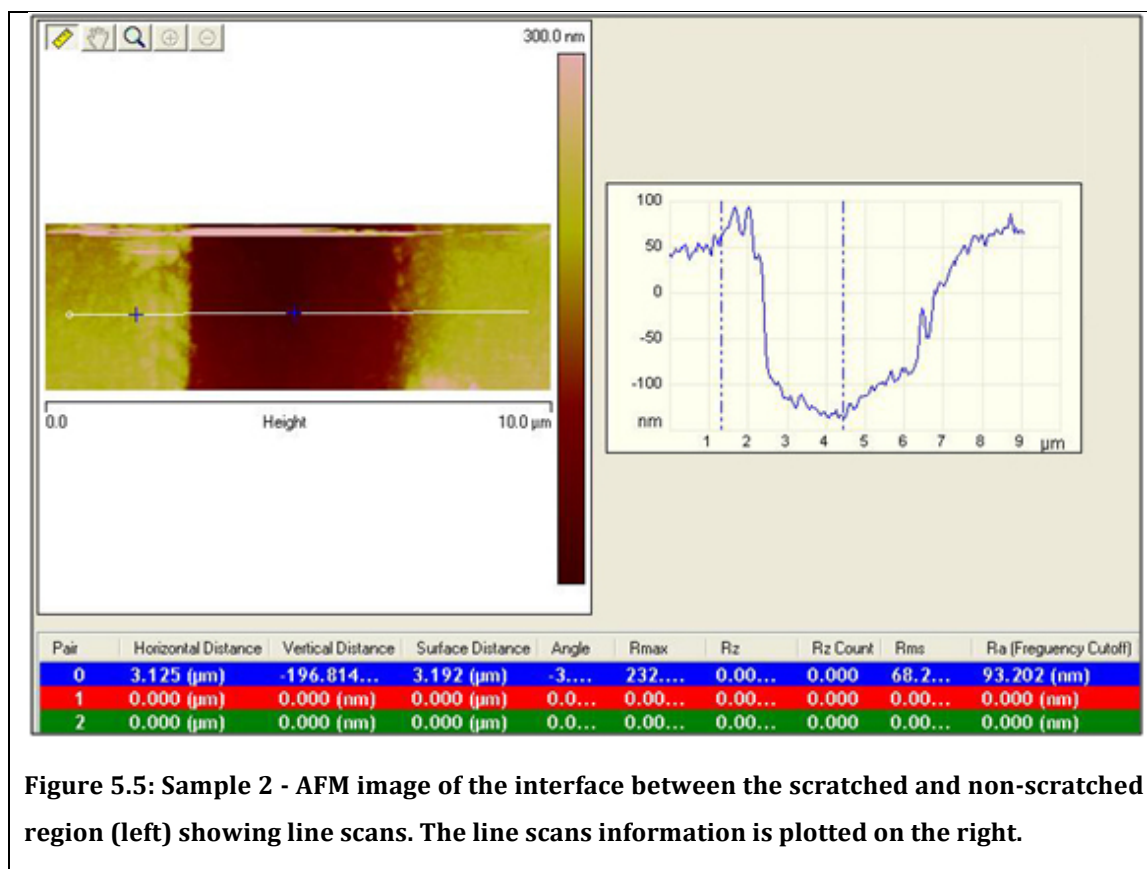 300.0 nm
0.0 Height 10.0 µm
100
50
0
-50
-100
nm
1 2 3 4 5 6 7 8 9 µm
Pair Horizontal Distance Vertical Distance Surface Distance Angle Rmax Rz Rz Count Rms Ra (Freguency Cutoff)
0 3.125 (µm) -196.814... 3.192 (µm) -3.... 232.... 0.00... 0.000 68.2... 93.202 (nm)
1 0.000 (µm) 0.000 (nm) 0.000 (µm) 0.0... 0.00... 0.00... 0.000 0.00... 0.000 (nm)
2 0.000 (µm) 0.000 (nm) 0.000 (µm) 0.0... 0.00... 0.00... 0.000 0.00... 0.000 (nm)
Figure 5.5: Sample 2 - AFM image of the interface between the scratched and non-scratched
region (left) showing line scans. The line scans information is plotted on the right.